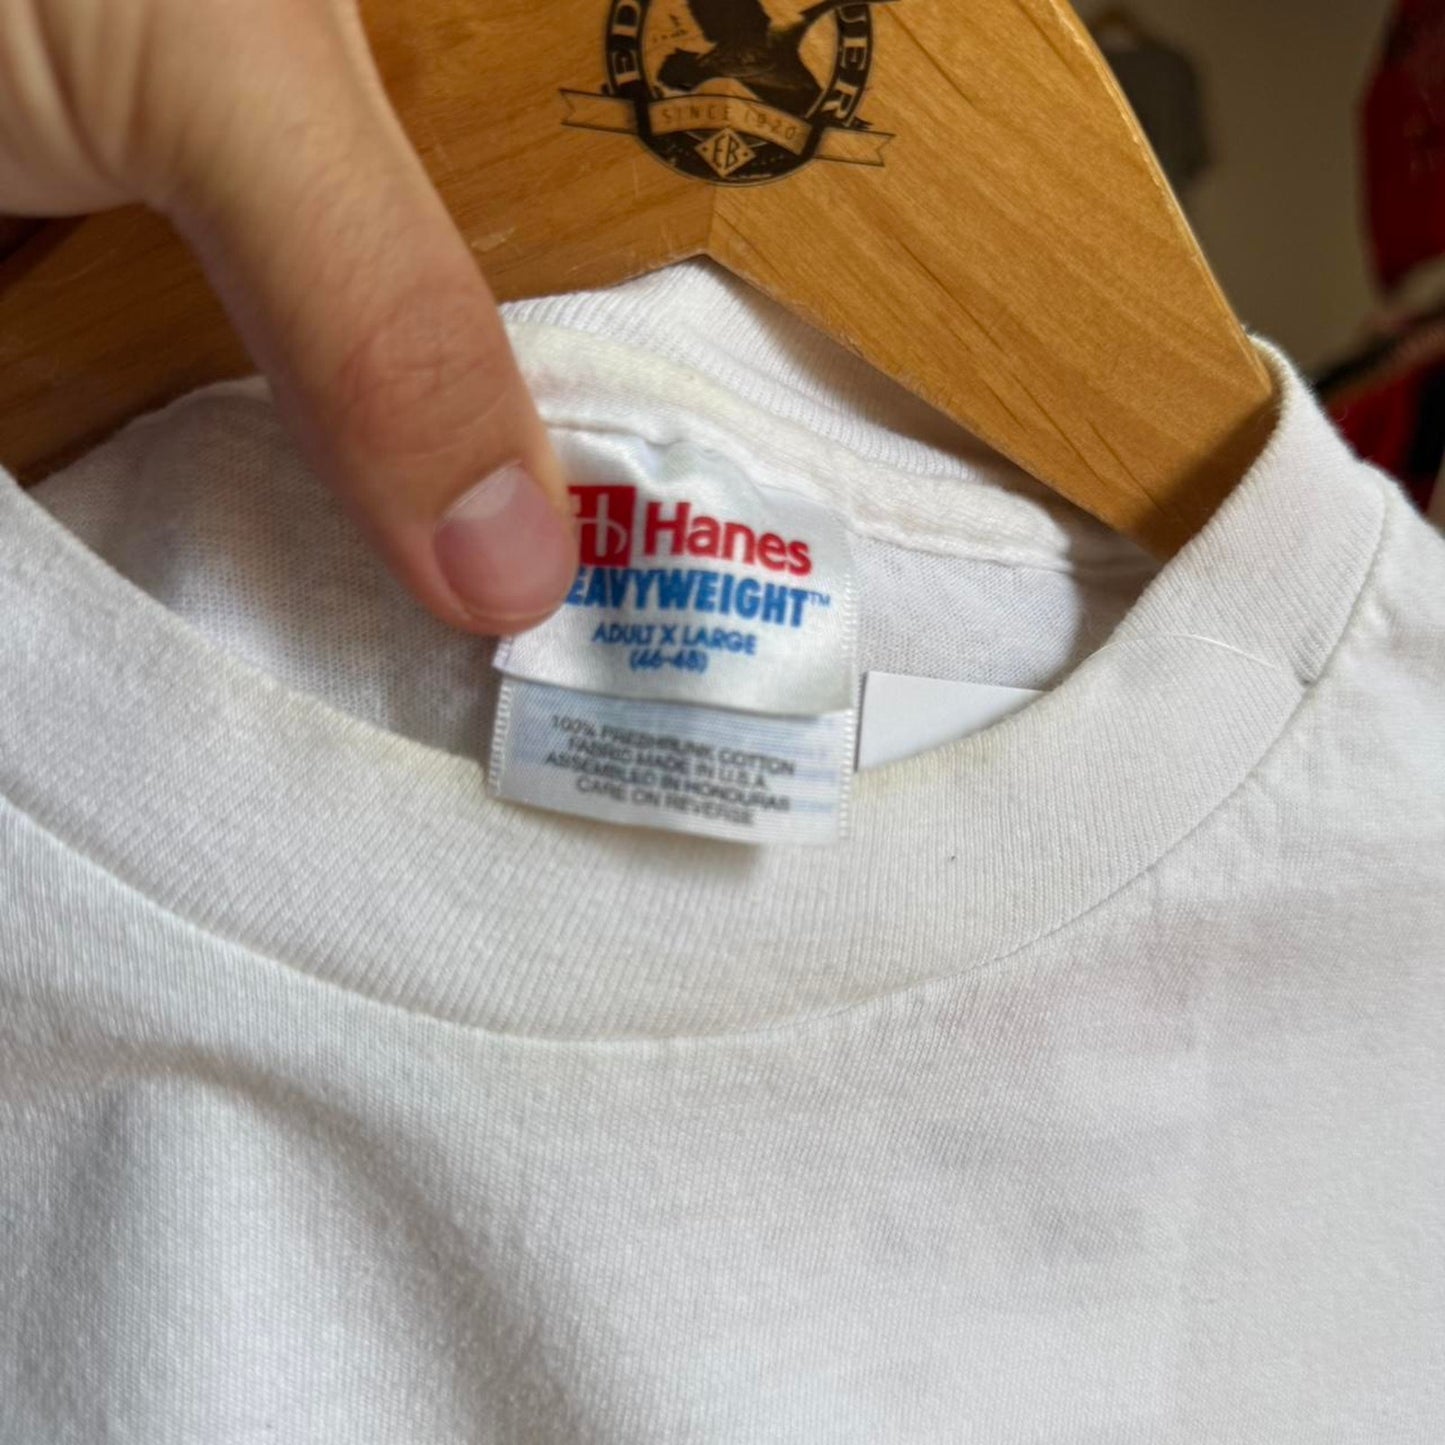 SINCE 1920
EB
Hanes
EAVYWEIGHT™
ADULT X LARGE
(46-48)
100% PRESHRUNK COTTON
FABRIC MADE IN U.S.A.
ASSEMBLED IN HONDURAS
CARE ON REVERSE